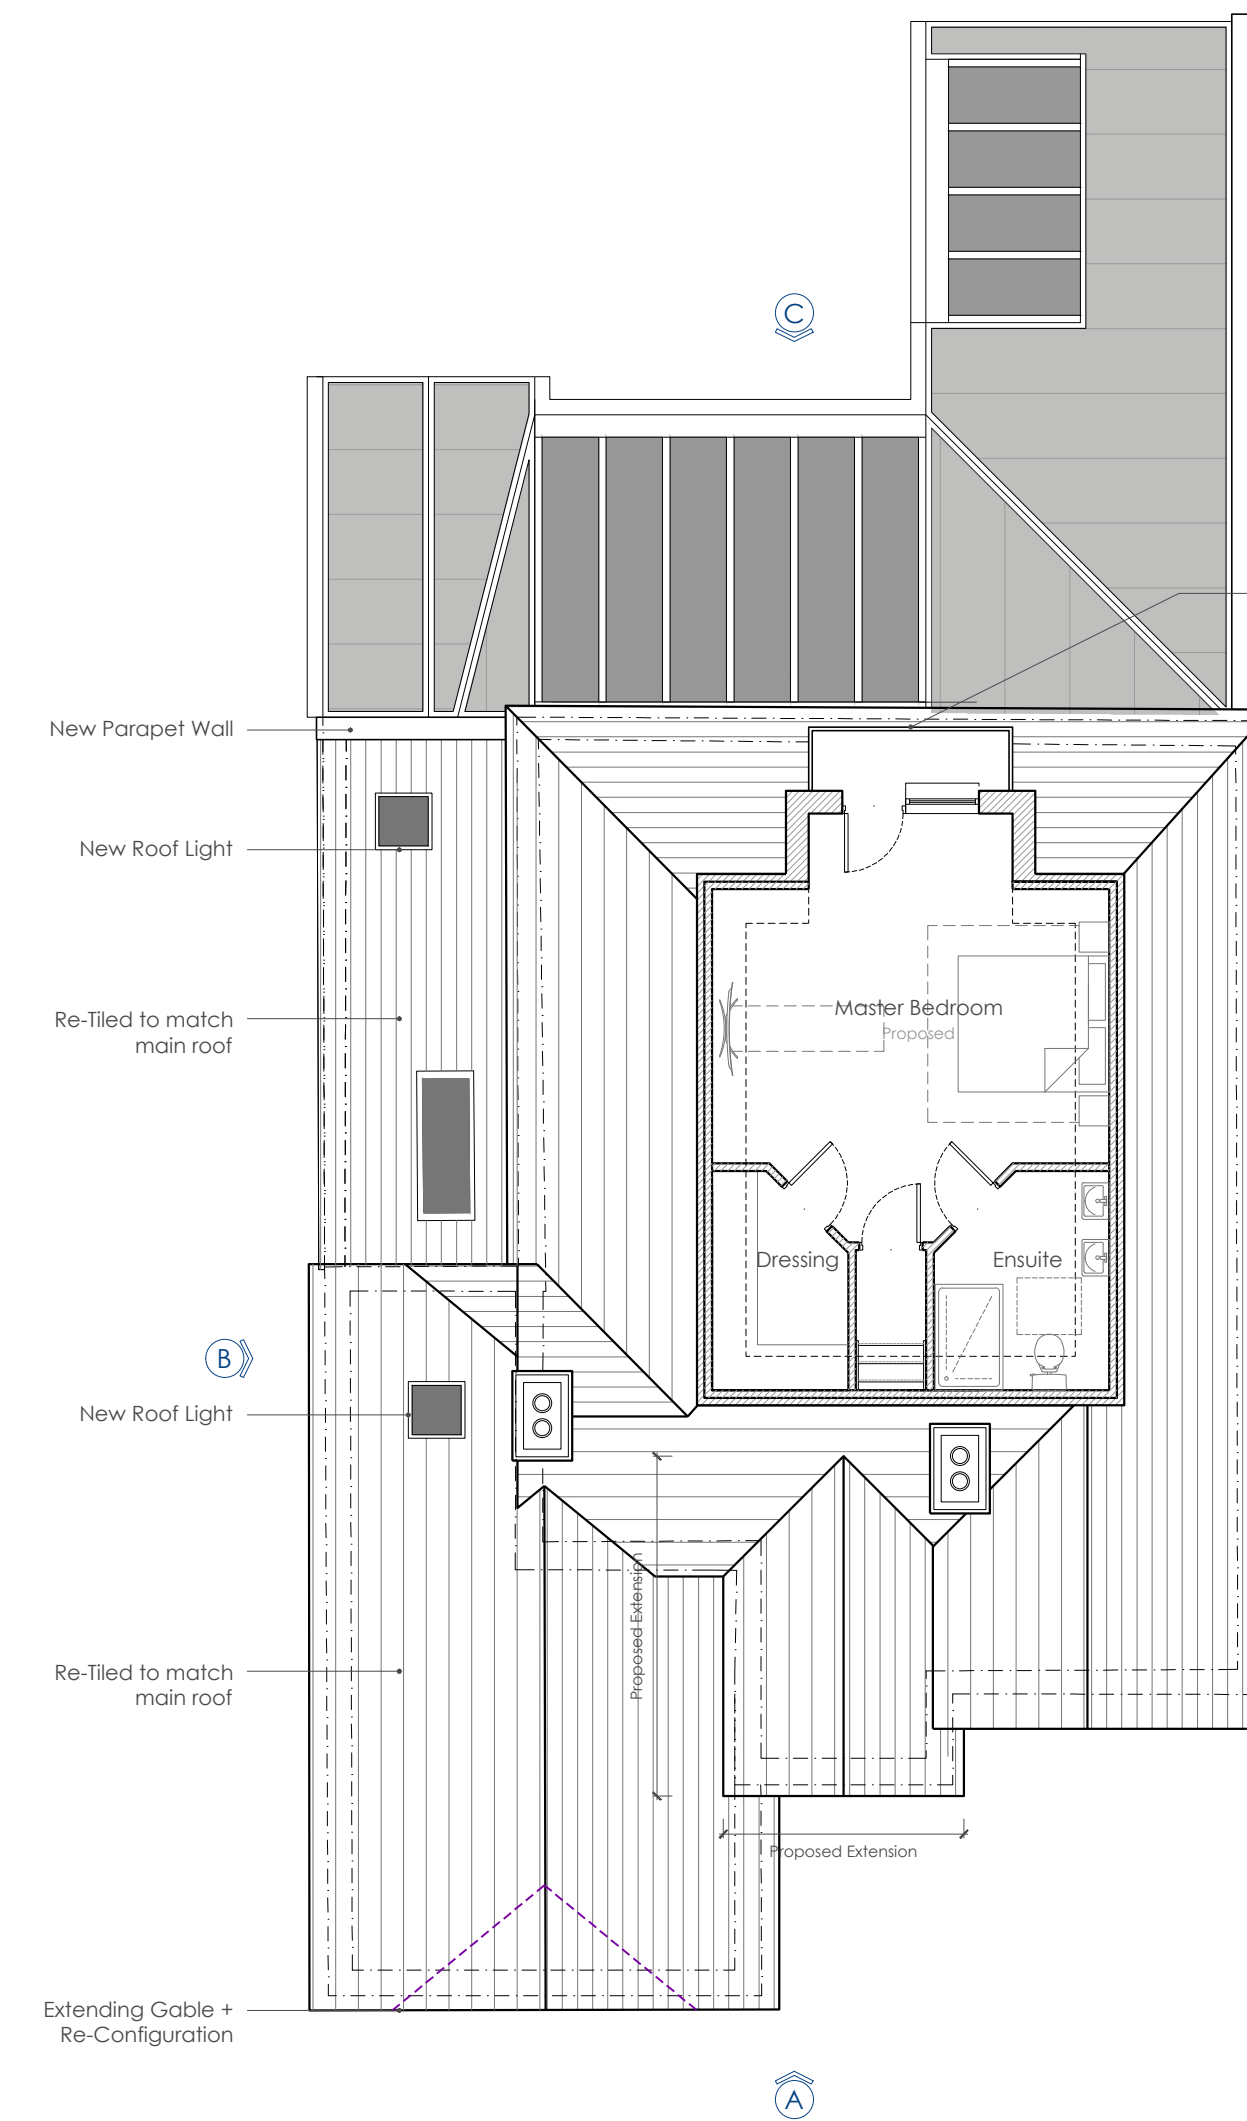 C
New Parapet Wall
New Roof Light
Re-Tiled to match
main roof
Master Bedroom
Proposed
Dressing
Ensuite
B
New Roof Light
Proposed Extension
Re-Tiled to match
main roof
Proposed Extension
Extending Gable +
Re-Configuration
A